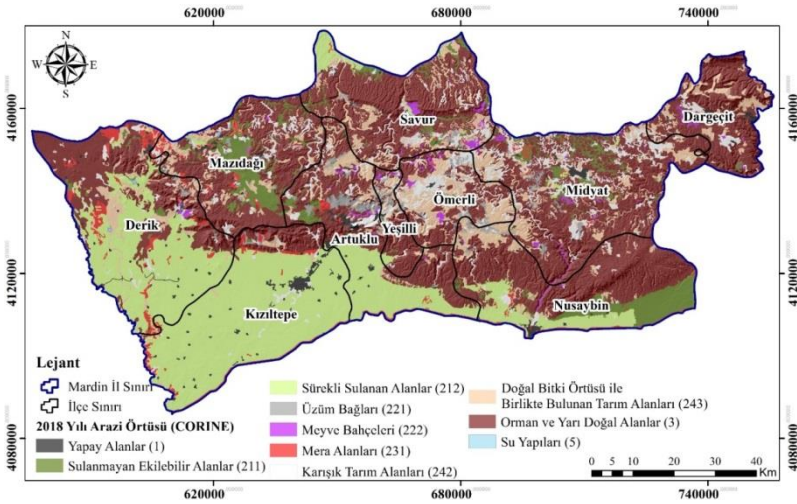 620000 680000 740000
N
W E
S
4160000 4160000
Savur
Dargeçit
Mazıdağı
Midyat
Ömerli
Derik
Yeşilli
Artuklu
4120000 4120000
Nusaybin
Kızıltepe
Lejant
Mardin İl Sınırı
İlçe Sınırı
2018 Yılı Arazi Örtüsü (CORINE)
Yapay Alanlar (1)
Sulanmayan Ekilebilir Alanlar (211)
Sürekli Sulanan Alanlar (212)
Üzüm Bağları (221)
Meyve Bahçeleri (222)
Mera Alanları (231)
Karışık Tarım Alanları (242)
Doğal Bitki Örtüsü ile
Birlikte Bulunan Tarım Alanları (243)
Orman ve Yarı Doğal Alanlar (3)
Su Yapıları (5)
4080000 4080000
0 5 10 20 30 40
Km
620000 680000 740000